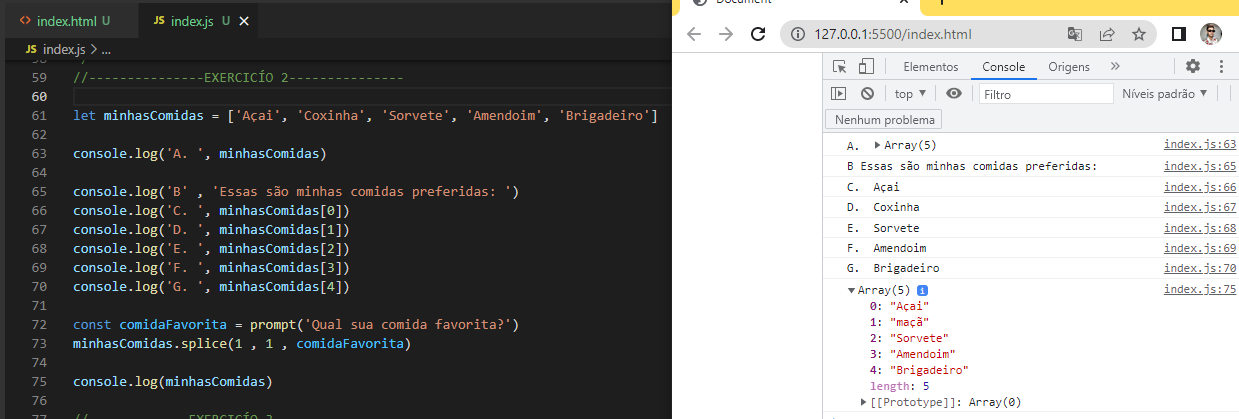 index.html U
JS index.js U
JS index.js > ...
59 //---------------EXERCICÍO 2---------------
60
61 let minhasComidas = ['Açai', 'Coxinha', 'Sorvete', 'Amendoim', 'Brigadeiro']
62
63 console.log('A. ', minhasComidas)
64
65 console.log('B' , 'Essas são minhas comidas preferidas: ')
66 console.log('C. ', minhasComidas[0])
67 console.log('D. ', minhasComidas[1])
68 console.log('E. ', minhasComidas[2])
69 console.log('F. ', minhasComidas[3])
70 console.log('G. ', minhasComidas[4])
71
72 const comidaFavorita = prompt('Qual sua comida favorita?')
73 minhasComidas.splice(1 , 1 , comidaFavorita)
74
75 console.log(minhasComidas)
76
77 //---------------EXERCICÍO 3
Document
127.0.0.1:5500/index.html
Elementos Console Origens »
top Filtro Níveis padrão
Nenhum problema
A. Array(5) index.js:63
B Essas são minhas comidas preferidas: index.js:65
C. Açai index.js:66
D. Coxinha index.js:67
E. Sorvete index.js:68
F. Amendoim index.js:69
G. Brigadeiro index.js:70
Array(5) i index.js:75
0: "Açai"
1: "maçã"
2: "Sorvete"
3: "Amendoim"
4: "Brigadeiro"
length: 5
[[Prototype]]: Array(0)